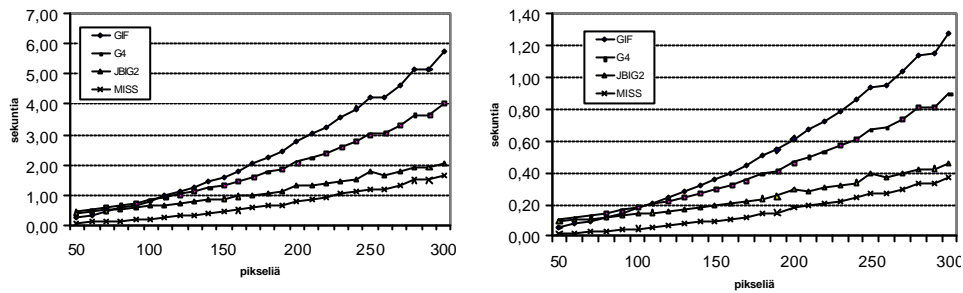 7,00
6,00
5,00
4,00
3,00
2,00
1,00
0,00
sekuntia
GIF
G4
JBIG2
MISS
50 100 150 200 250 300
pikseliä
1,40
1,20
1,00
0,80
0,60
0,40
0,20
0,00
sekuntia
GIF
G4
JBIG2
MISS
50 100 150 200 250 300
pikseliä